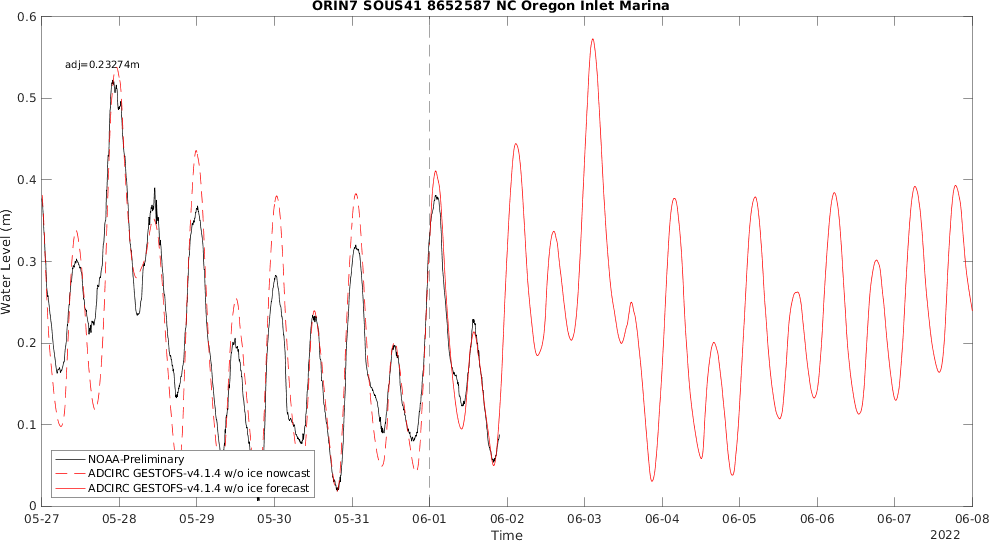 ORIN7 SOUS41 8652587 NC Oregon Inlet Marina
0.6
adj=0.23274m
0.5
0.4
0.3
0.2
0.1
0
Water Level (m)
NOAA-Preliminary
ADCIRC GESTOFS-v4.1.4 w/o ice nowcast
ADCIRC GESTOFS-v4.1.4 w/o ice forecast
05-27 05-28 05-29 05-30 05-31 06-01 06-02 06-03 06-04 06-05 06-06 06-07 06-08
Time
2022